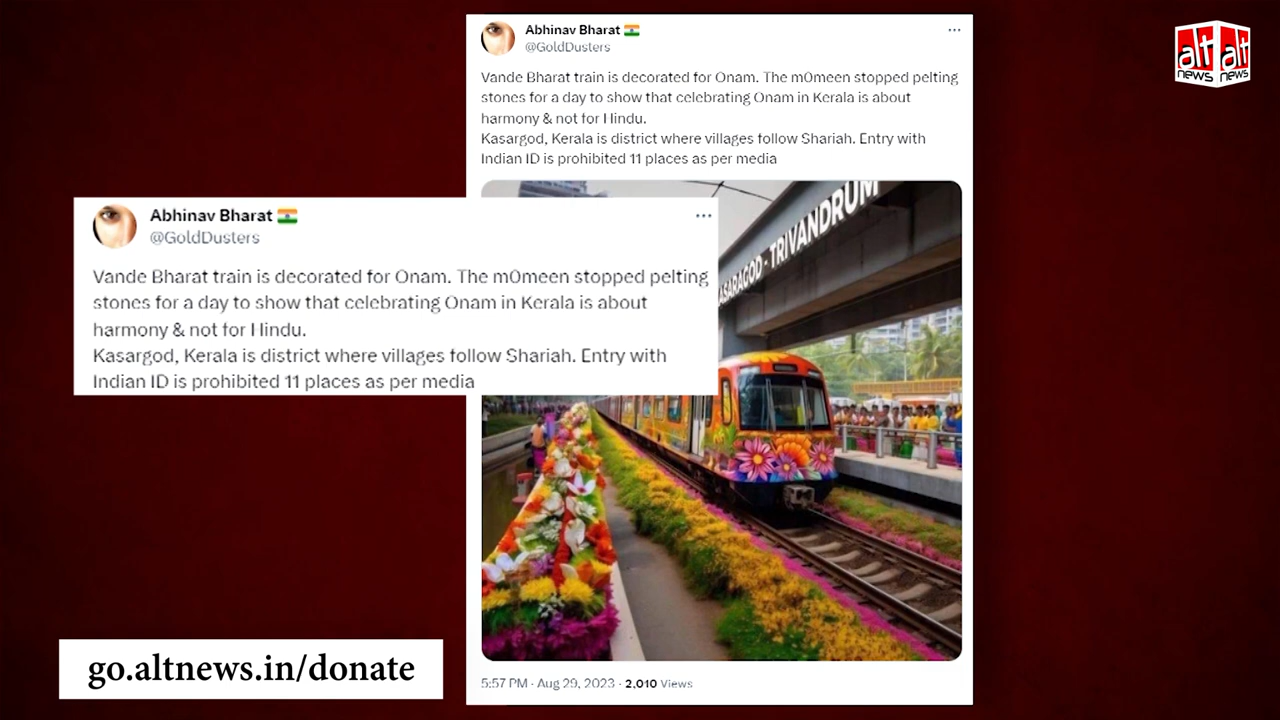 Abhinav Bharat
@GoldDusters
Vande Bharat train is decorated for Onam. The m0meen stopped pelting
stones for a day to show that celebrating Onam in Kerala is about
harmony & not for Hindu.
Kasargod, Kerala is district where villages follow Shariah. Entry with
Indian ID is prohibited 11 places as per media
alt alt
news news
Abhinav Bharat
@GoldDusters
Vande Bharat train is decorated for Onam. The m0meen stopped pelting
stones for a day to show that celebrating Onam in Kerala is about
harmony & not for Hindu.
Kasargod, Kerala is district where villages follow Shariah. Entry with
Indian ID is prohibited 11 places as per media
ASARAGOD - TRIVANDRUM
go.altnews.in/donate
5:57 PM · Aug 29, 2023 · 2,010 Views